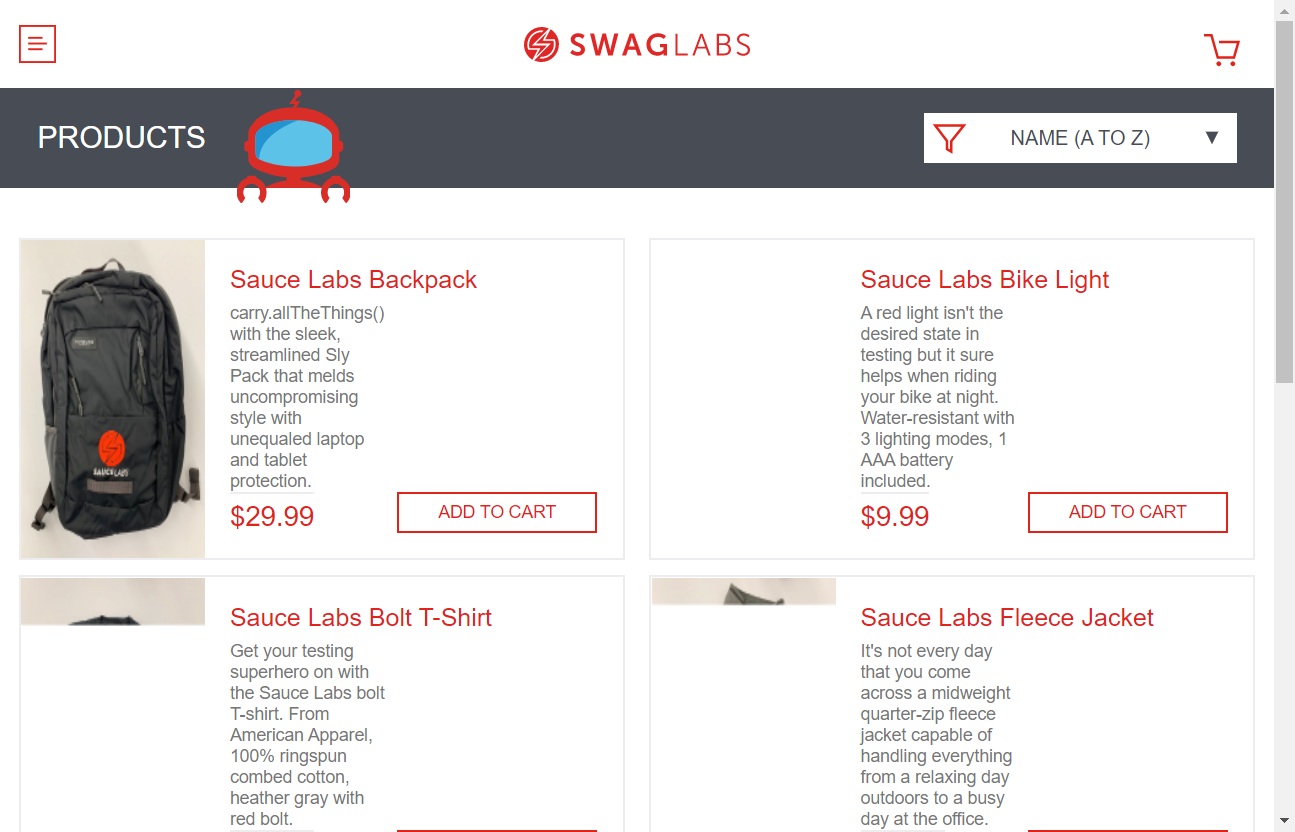 SWAGLABS
PRODUCTS
NAME (A TO Z)
Sauce Labs Backpack
carry.allTheThings()
with the sleek,
streamlined Sly
Pack that melds
uncompromising
style with
unequaled laptop
and tablet
protection.
$29.99
ADD TO CART
SAUCE LABS
Sauce Labs Bike Light
A red light isn't the
desired state in
testing but it sure
helps when riding
your bike at night.
Water-resistant with
3 lighting modes, 1
AAA battery
included.
$9.99
ADD TO CART
Sauce Labs Bolt T-Shirt
Get your testing
superhero on with
the Sauce Labs bolt
T-shirt. From
American Apparel,
100% ringspun
combed cotton,
heather gray with
red bolt.
Sauce Labs Fleece Jacket
It's not every day
that you come
across a midweight
quarter-zip fleece
jacket capable of
handling everything
from a relaxing day
outdoors to a busy
day at the office.